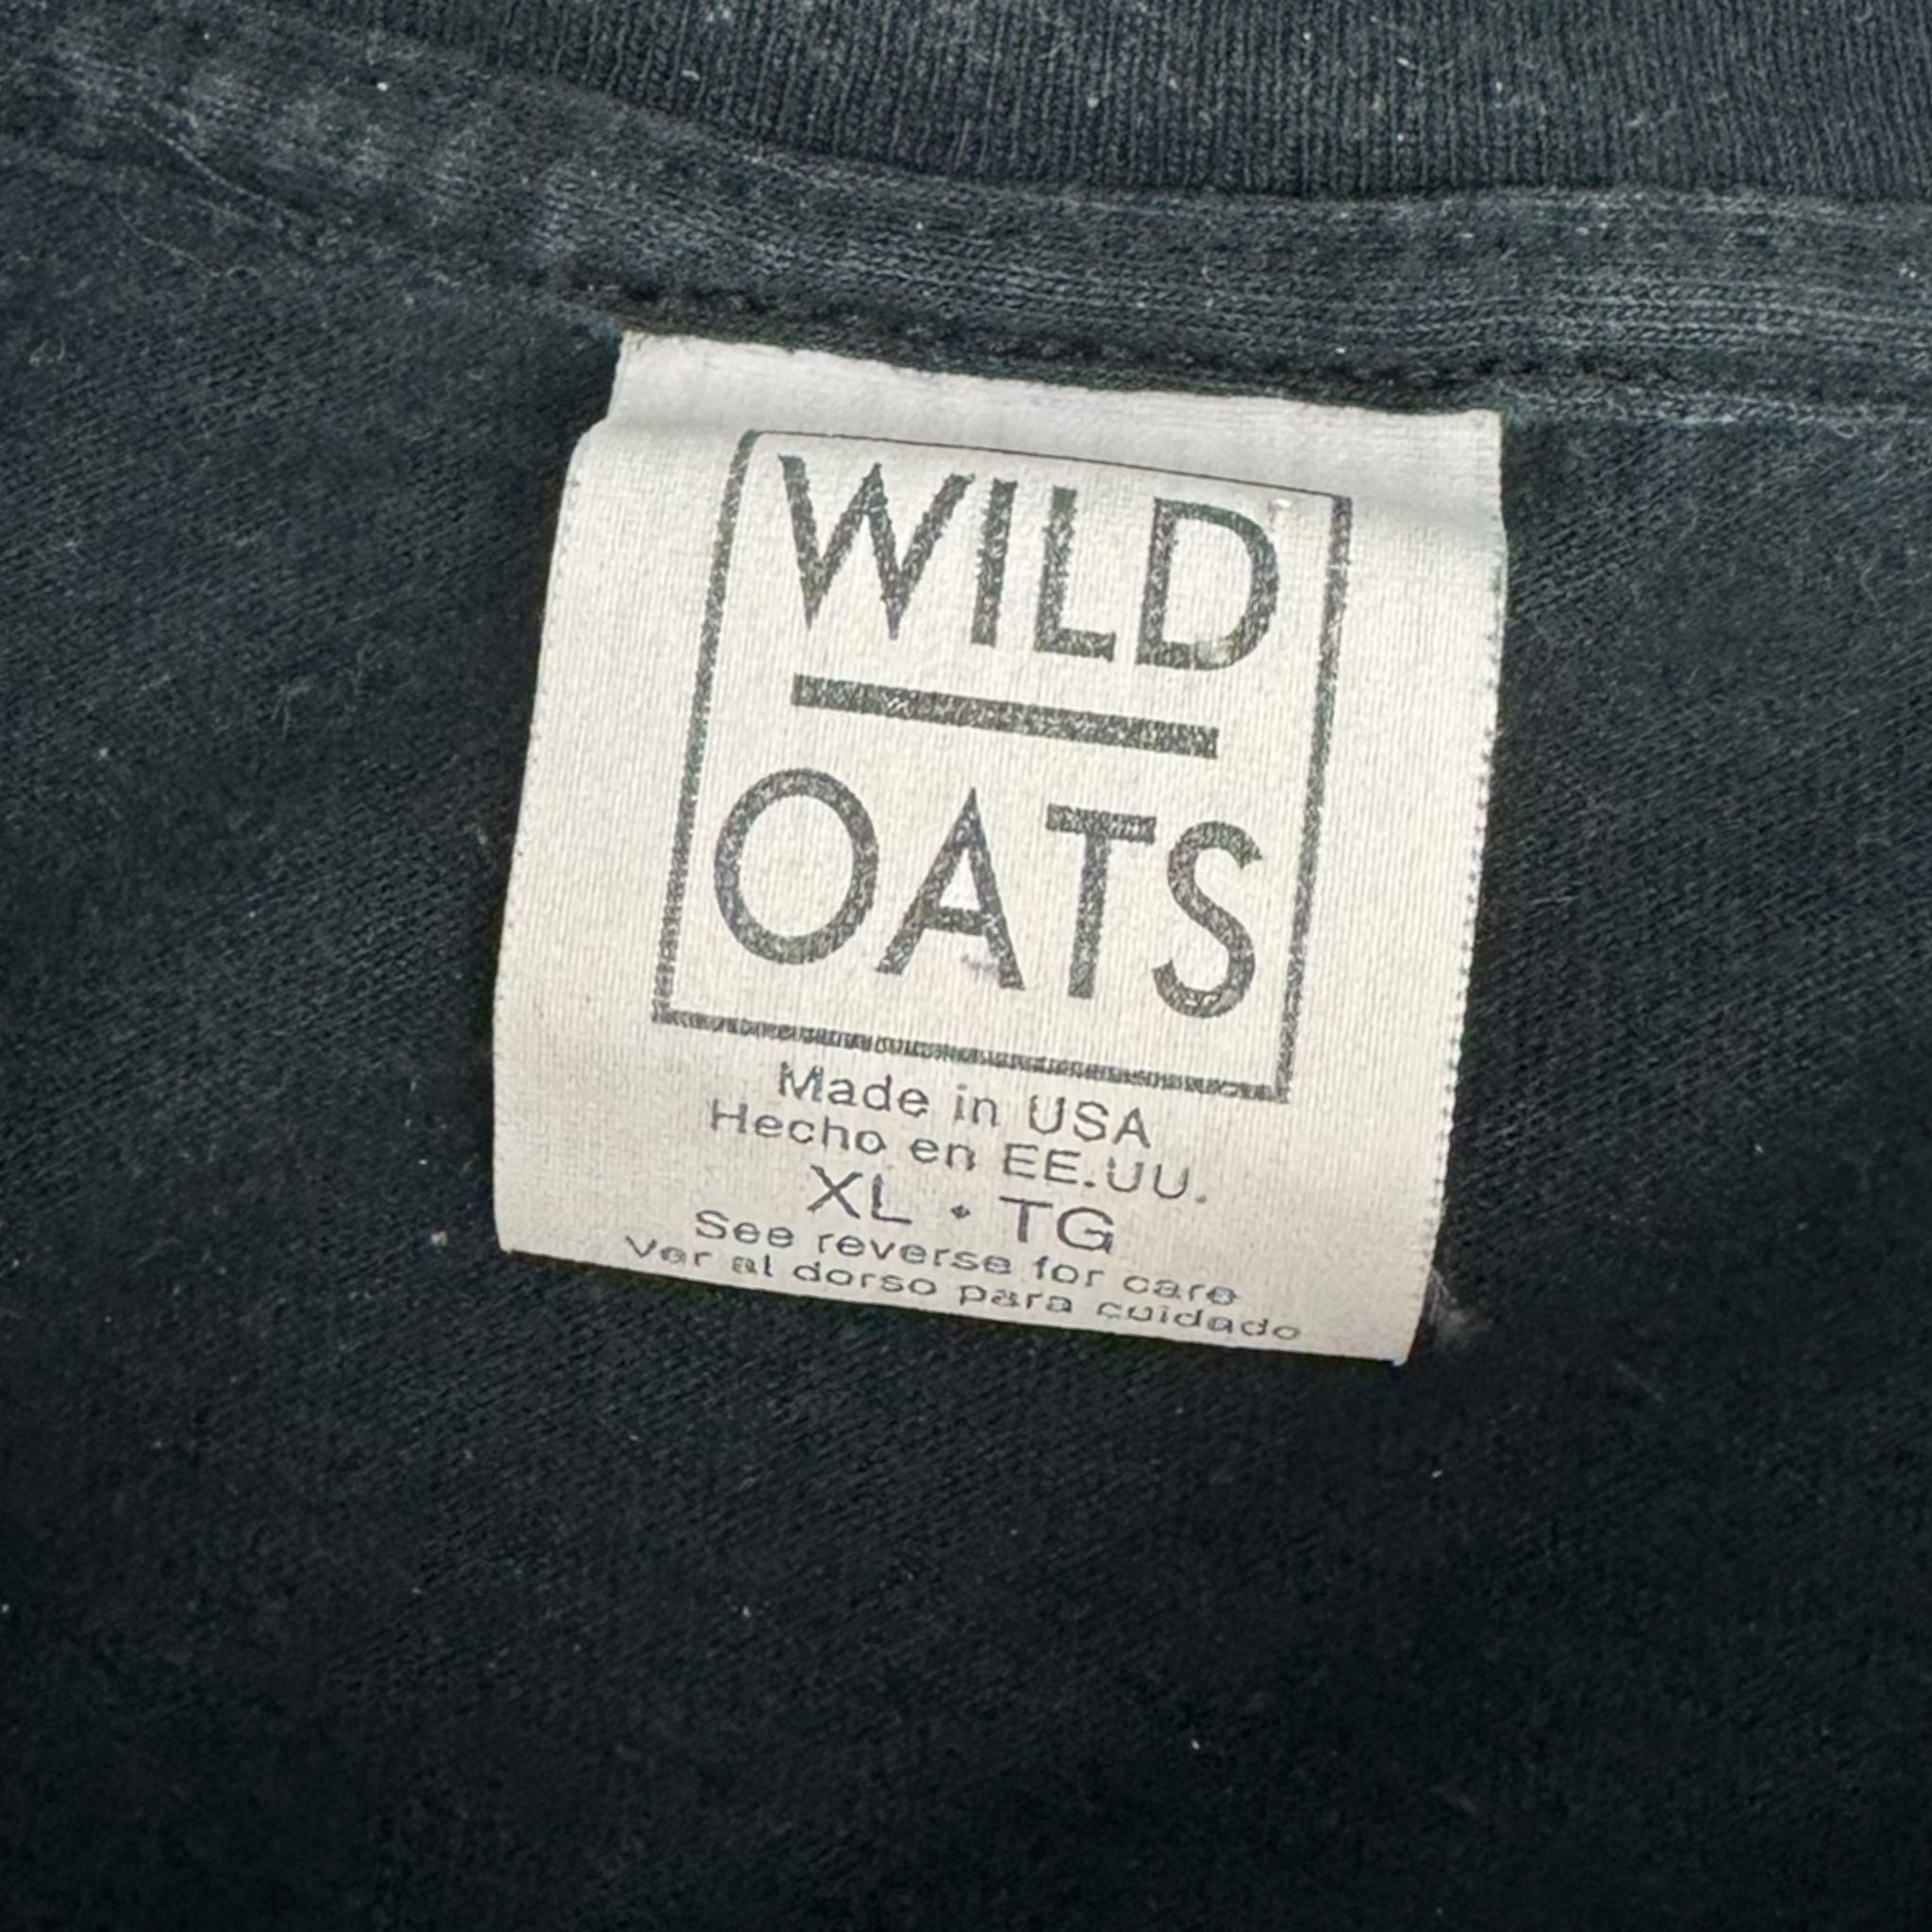 WILD
OATS
Made in USA
Hecho en EE.UU.
XL • TG
See reverse for care
Ver al dorso para cuidado